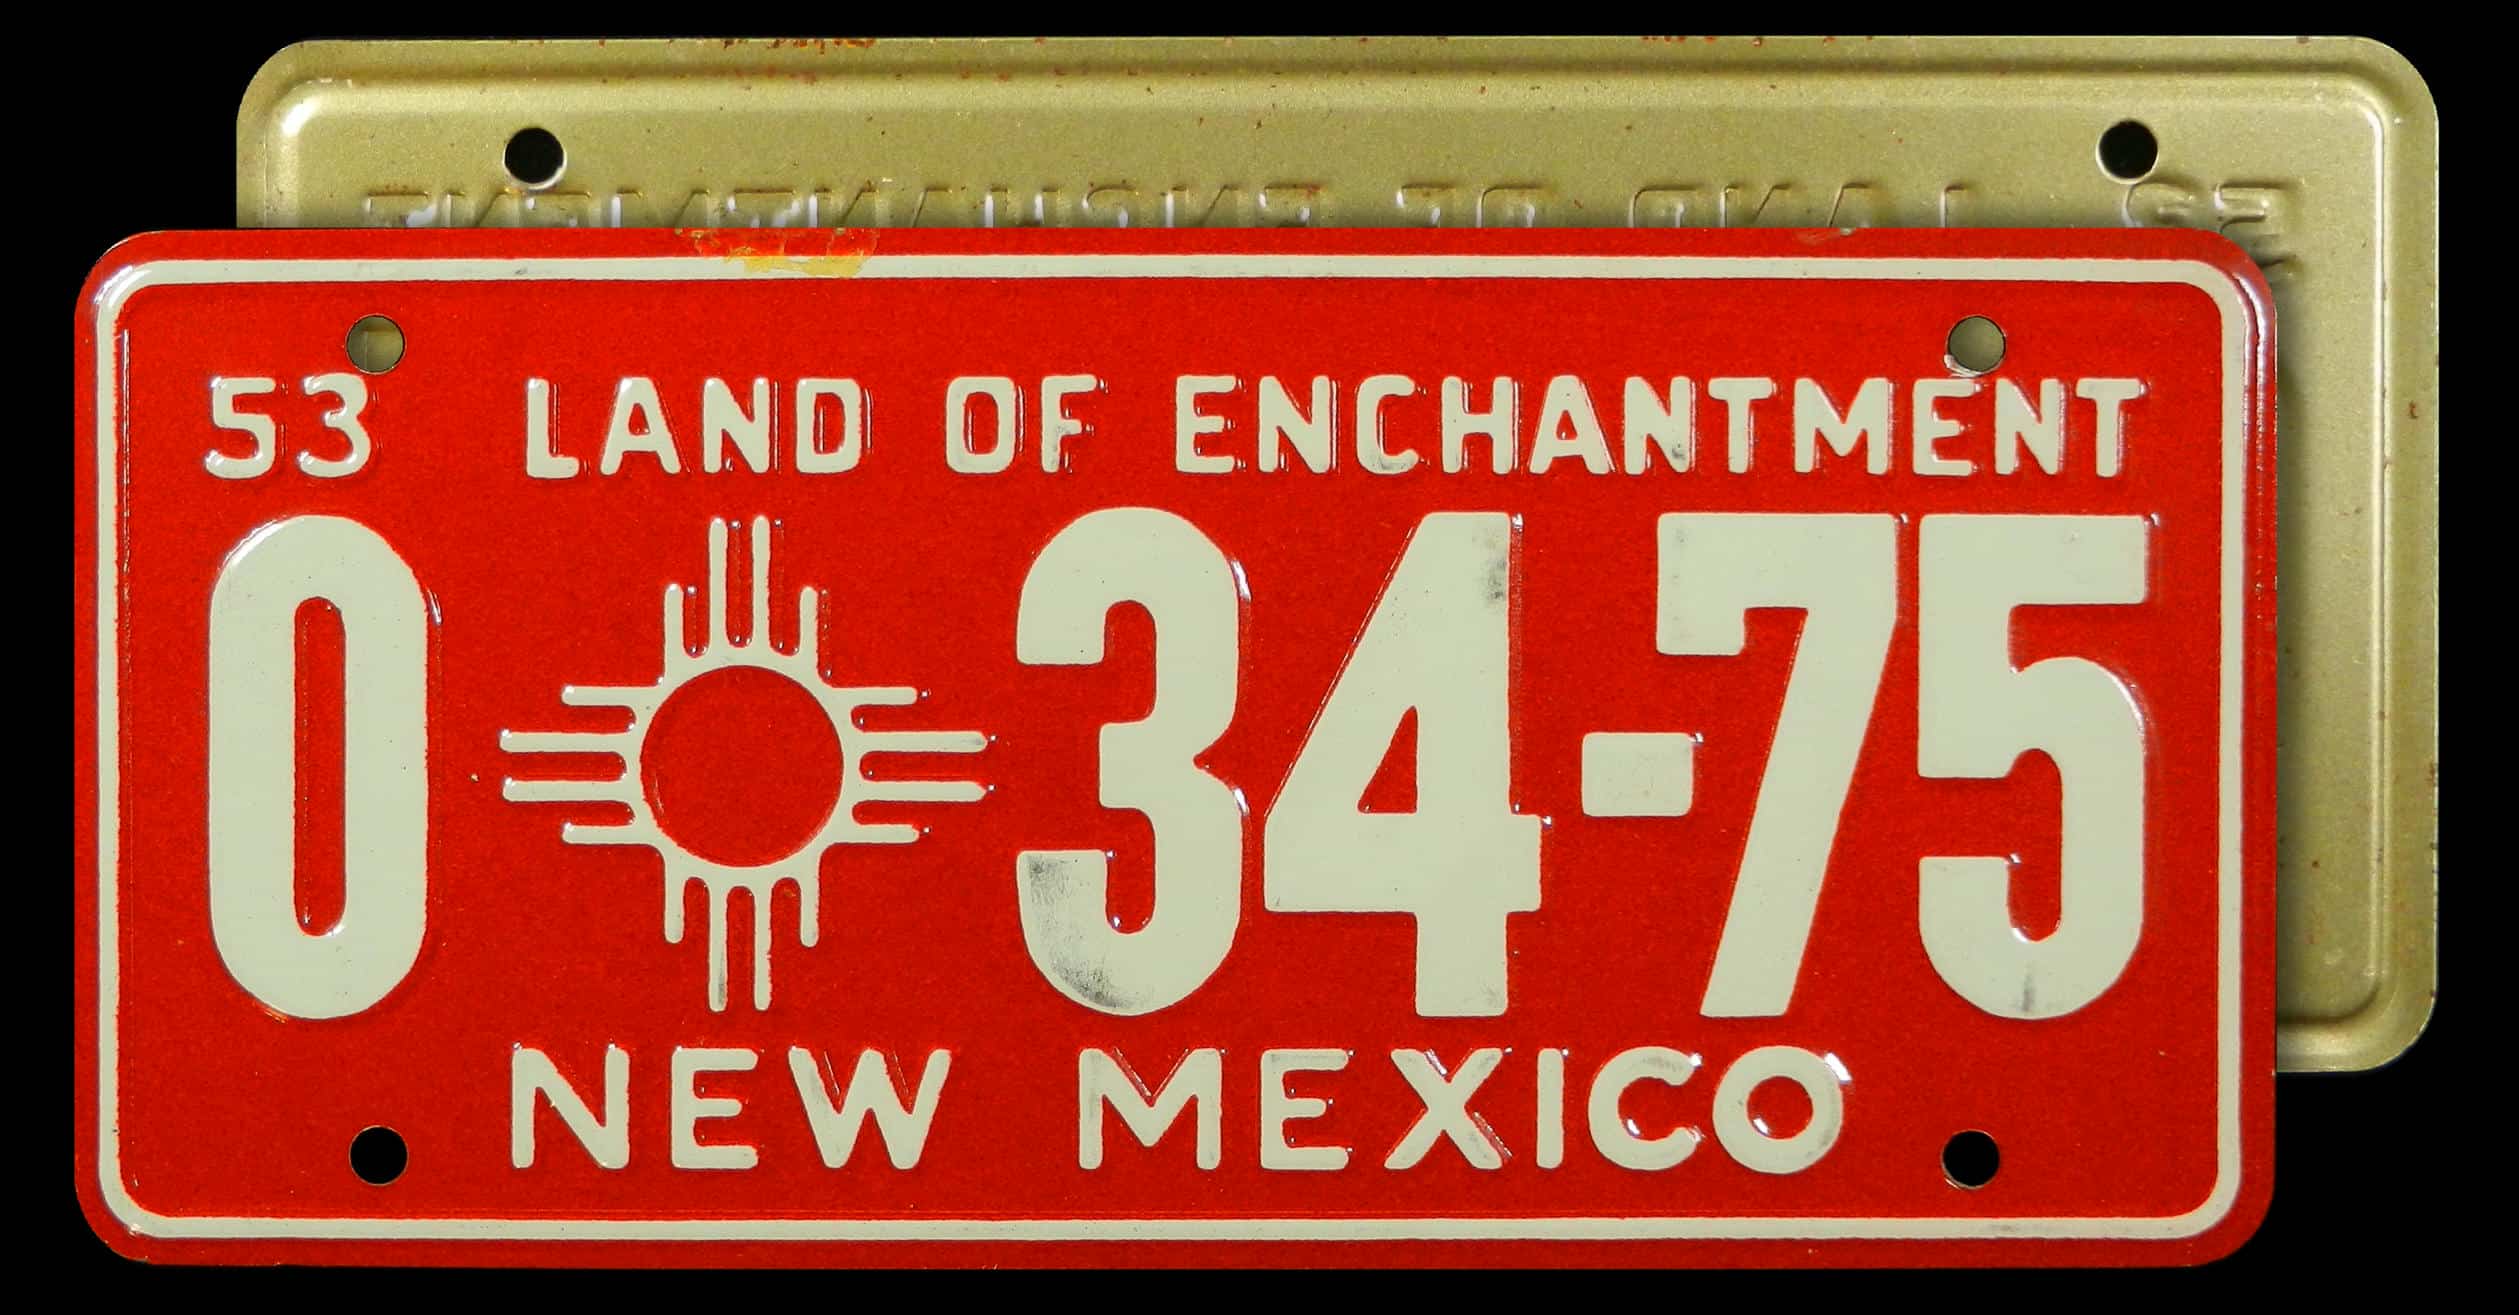 53 LAND OF ENCHANTMENT
0 34-75
NEW MEXICO